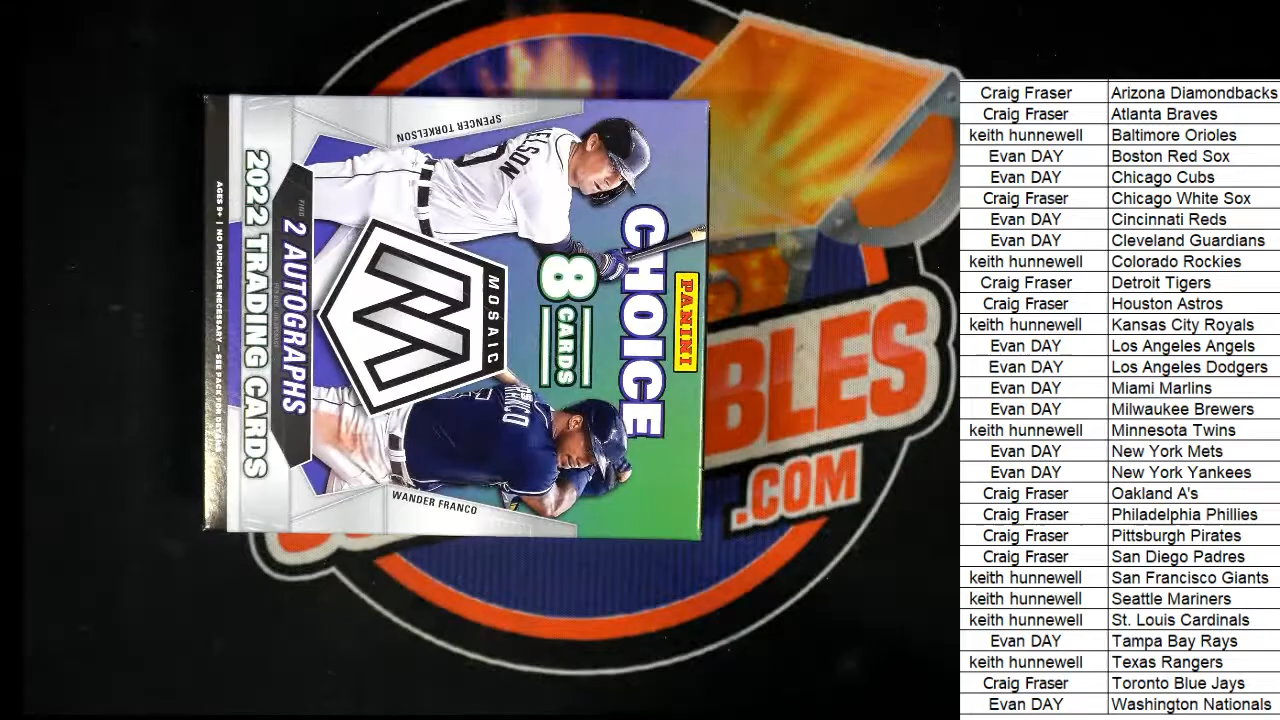 SPENCER TORKELSON
ELSON
PANINI
CHOICE
8
CARDS
MOSAIC
FRANCO
WANDER FRANCO
FIND
2 AUTOGRAPHS
2022 TRADING CARDS
AGES 9+ | NO PURCHASE NECESSARY – SEE PACK FOR DETAILS
BLES
.COM
Craig Fraser Arizona Diamondbacks
Craig Fraser Atlanta Braves
keith hunnewell Baltimore Orioles
Evan DAY Boston Red Sox
Evan DAY Chicago Cubs
Craig Fraser Chicago White Sox
Evan DAY Cincinnati Reds
Evan DAY Cleveland Guardians
keith hunnewell Colorado Rockies
Craig Fraser Detroit Tigers
Craig Fraser Houston Astros
keith hunnewell Kansas City Royals
Evan DAY Los Angeles Angels
Evan DAY Los Angeles Dodgers
Evan DAY Miami Marlins
Evan DAY Milwaukee Brewers
keith hunnewell Minnesota Twins
Evan DAY New York Mets
Evan DAY New York Yankees
Craig Fraser Oakland A's
Craig Fraser Philadelphia Phillies
Craig Fraser Pittsburgh Pirates
Craig Fraser San Diego Padres
keith hunnewell San Francisco Giants
keith hunnewell Seattle Mariners
keith hunnewell St. Louis Cardinals
Evan DAY Tampa Bay Rays
keith hunnewell Texas Rangers
Craig Fraser Toronto Blue Jays
Evan DAY Washington Nationals